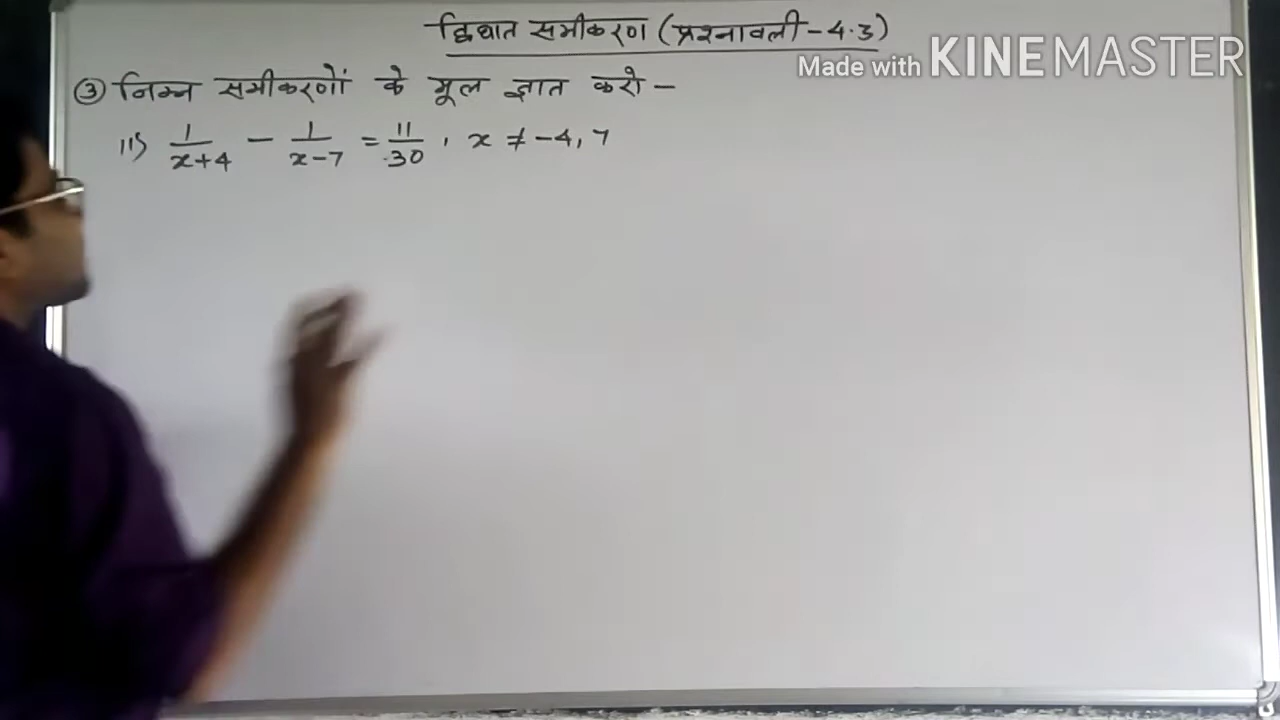 द्विघात समीकरण (प्रश्नावली - 4.3)
Made with KINEMASTER
③ निम्न समीकरणों के मूल ज्ञात करो -
ii) 1/(x+4) - 1/(x-7) = 11/30 , x ≠ -4, 7